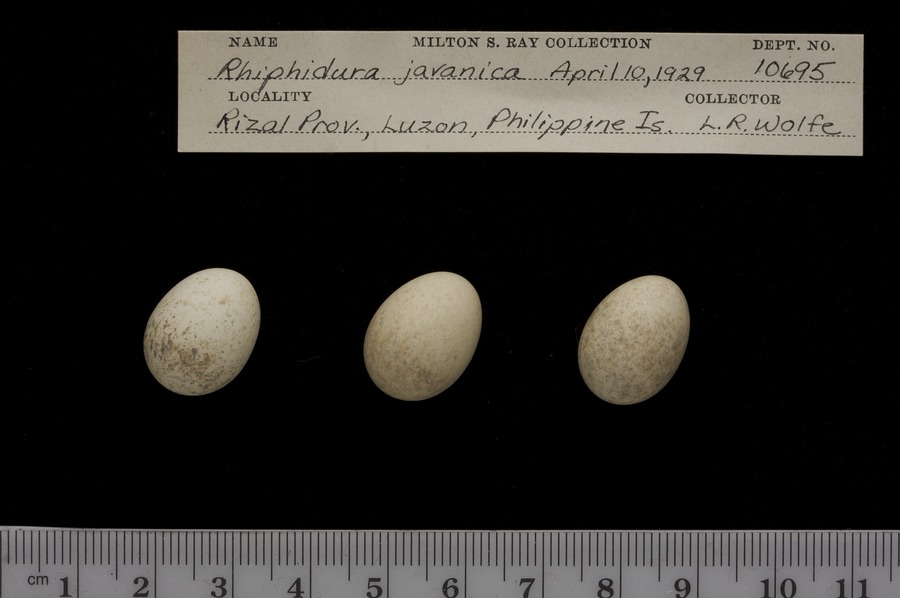 NAME MILTON S. RAY COLLECTION DEPT. NO.
Rhiphidura javanica April 10, 1929 10695
LOCALITY COLLECTOR
Rizal Prov., Luzon, Philippine Is. L.R. Wolfe
cm 1 2 3 4 5 6 7 8 9 10 11